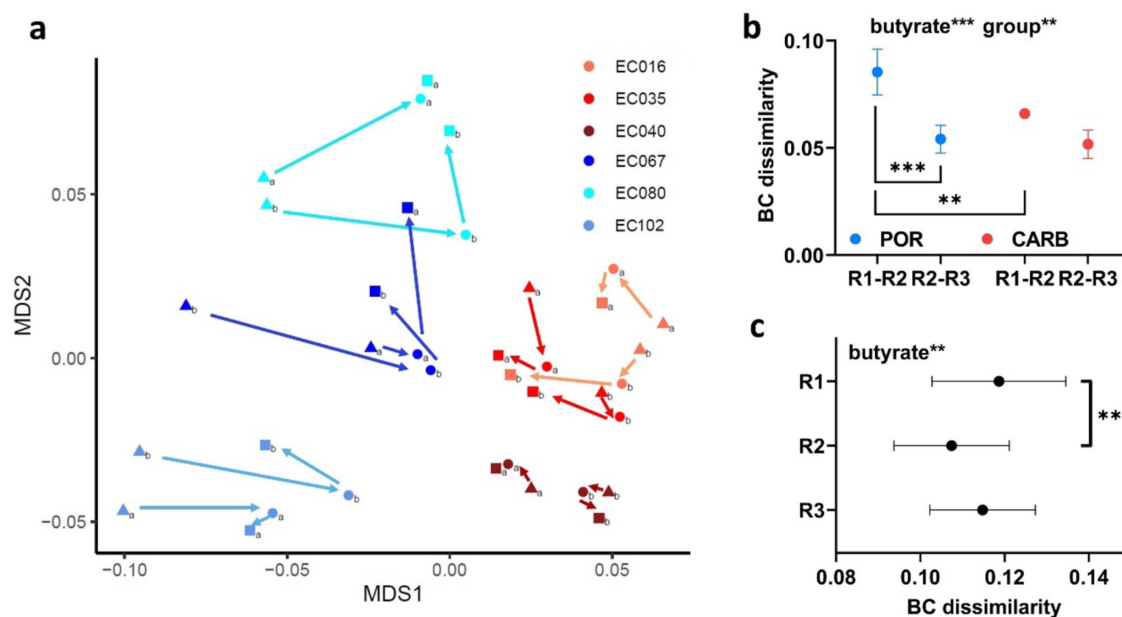 a
0.05
0.00
−0.05
MDS2
−0.10
−0.05
0.00
0.05
MDS1
EC016
EC035
EC040
EC067
EC080
EC102
a
a
b
a
b
b
a
b
b
a
a
b
a
a
a
a
b
b
a
a
b
b
b
b
a
a
a
b
b
b
b
b
b
a
a
a
b
butyrate*** group**
0.10
0.05
0.00
BC dissimilarity
***
**
POR
CARB
R1-R2
R2-R3
R1-R2
R2-R3
c
butyrate**
R1
R2
R3
**
0.08
0.10
0.12
0.14
BC dissimilarity